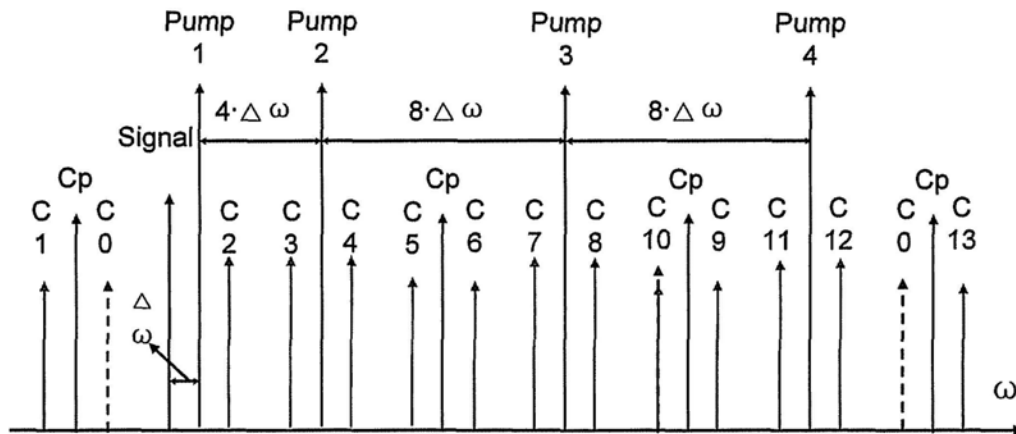 Pump 1
Pump 2
Pump 3
Pump 4
4·△ω
8·△ω
8·△ω
Signal
Cp
Cp
Cp
Cp
C 1
C 0
C 2
C 3
C 4
C 5
C 6
C 7
C 8
C 10
C 9
C 11
C 12
C 0
C 13
△ω
ω